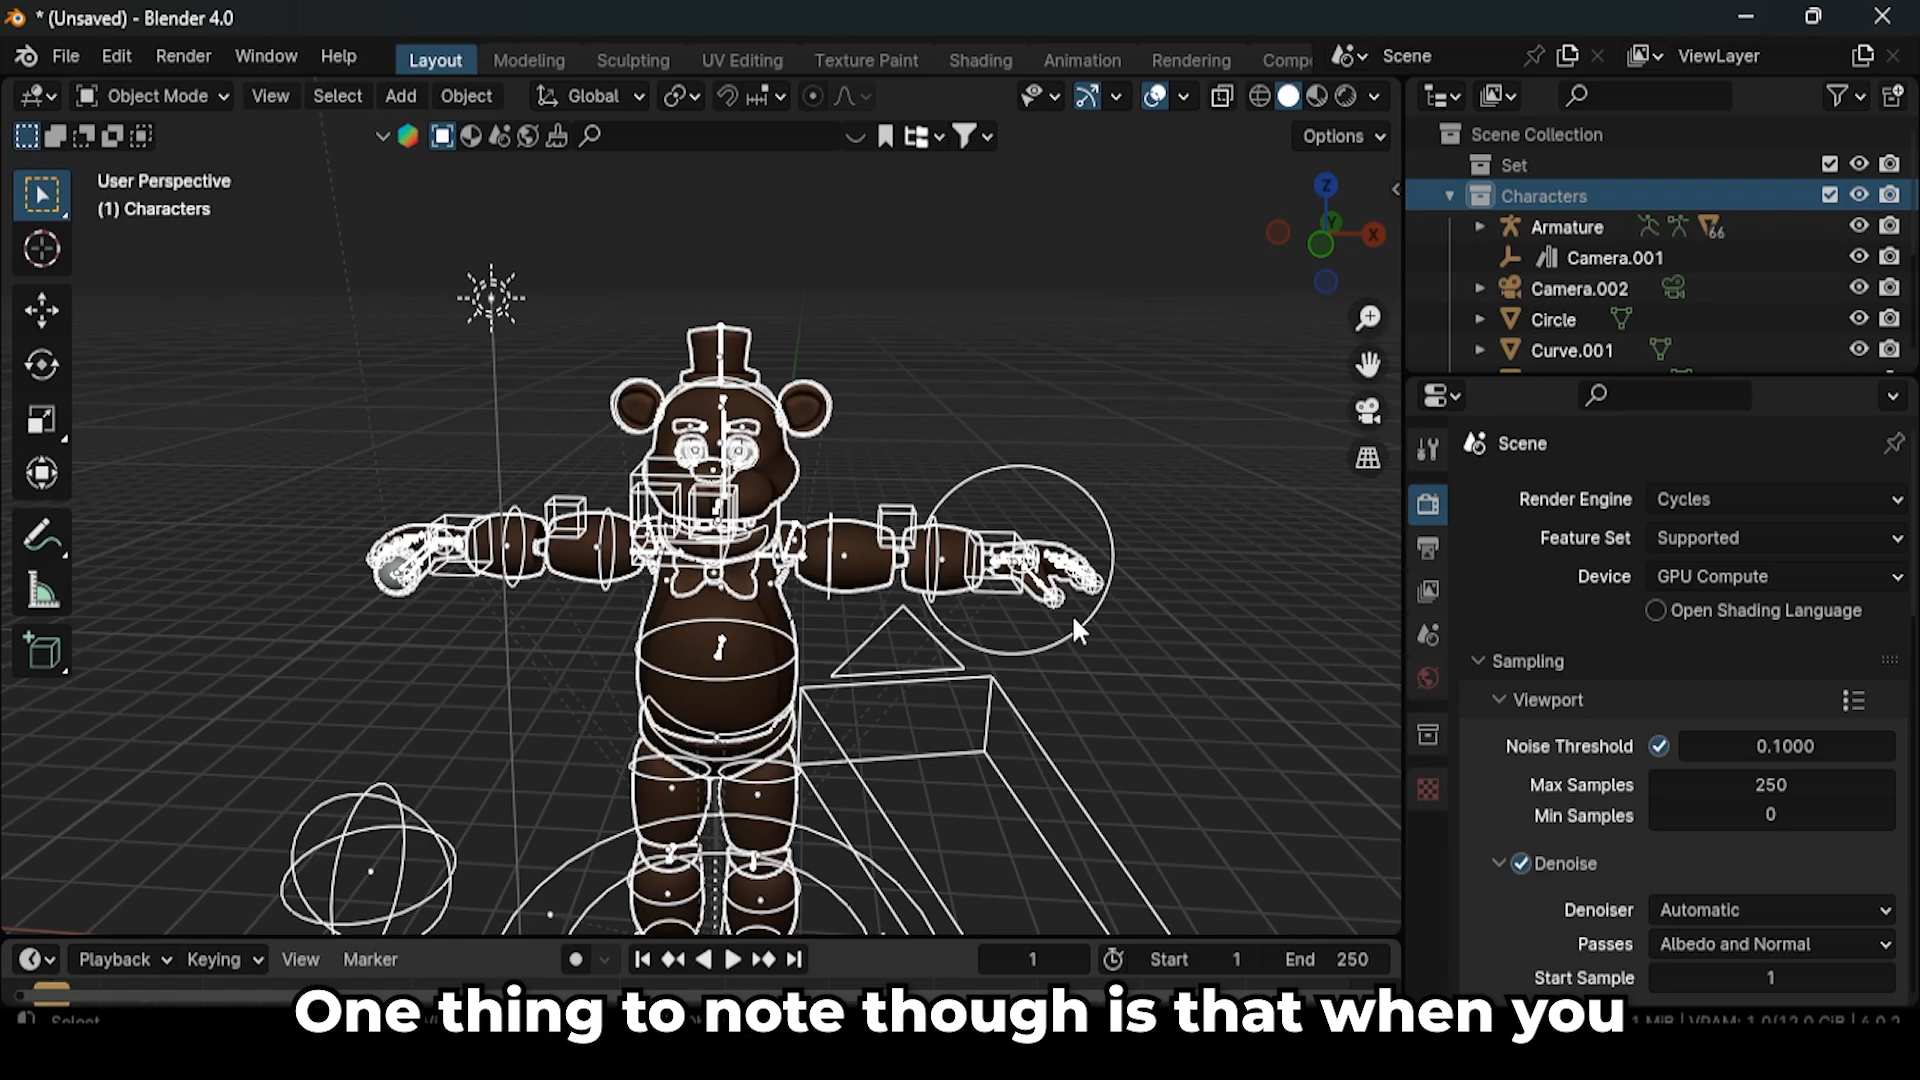 * (Unsaved) - Blender 4.0
File Edit Render Window Help Layout Modeling Sculpting UV Editing Texture Paint Shading Animation Rendering Comp Scene ViewLayer
Object Mode View Select Add Object Global
Options
User Perspective
(1) Characters
Z
Y
X
Scene Collection
Set
Characters
Armature 66
Camera.001
Camera.002
Circle
Curve.001
Scene
Render Engine Cycles
Feature Set Supported
Device GPU Compute
Open Shading Language
Sampling
Viewport
Noise Threshold 0.1000
Max Samples 250
Min Samples 0
Denoise
Denoiser Automatic
Passes Albedo and Normal
Start Sample 1
Playback Keying View Marker 1 Start 1 End 250
One thing to note though is that when you